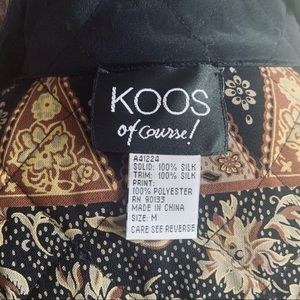 KOOS
of course!
A41224
SOLID: 100% SILK
TRIM: 100% SILK
PRINT:
100% POLYESTER
RN 90133
MADE IN CHINA
SIZE: M
CARE SEE REVERSE